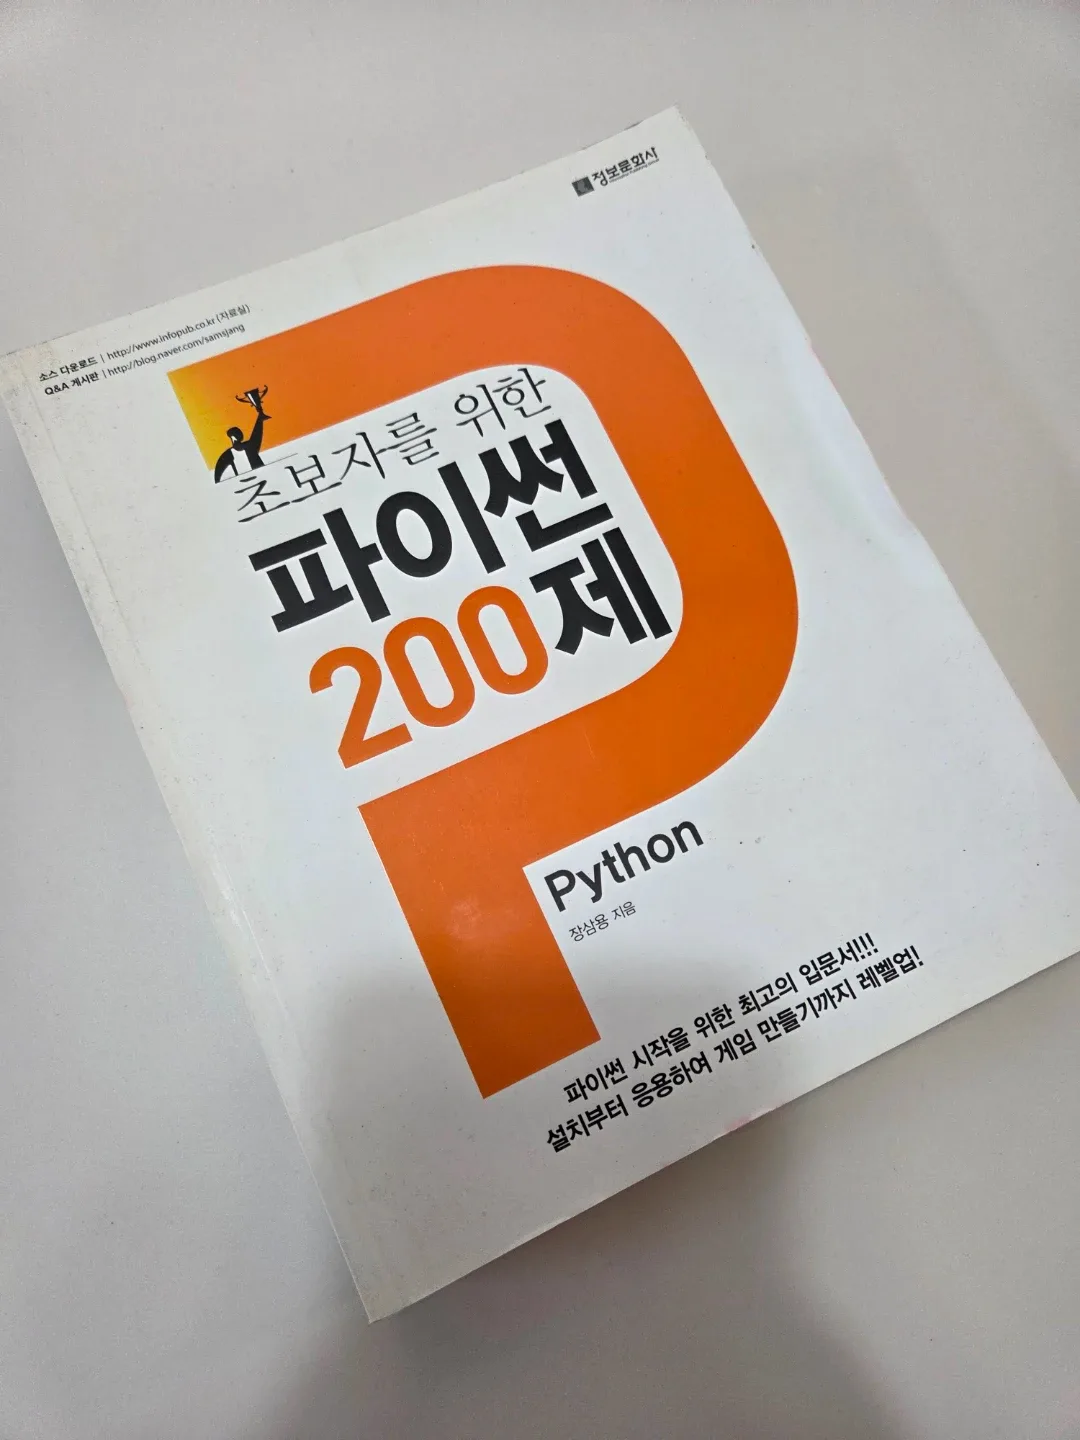 정보문화사
소스 다운로드 | http://www.infopub.co.kr (자료실)
Q&A 게시판 | http://blog.naver.com/samsjang
초보자를 위한
파이썬
200제
Python
장삼용 지음
파이썬 시작을 위한 최고의 입문서!!!
설치부터 응용하여 게임 만들기까지 레벨업!